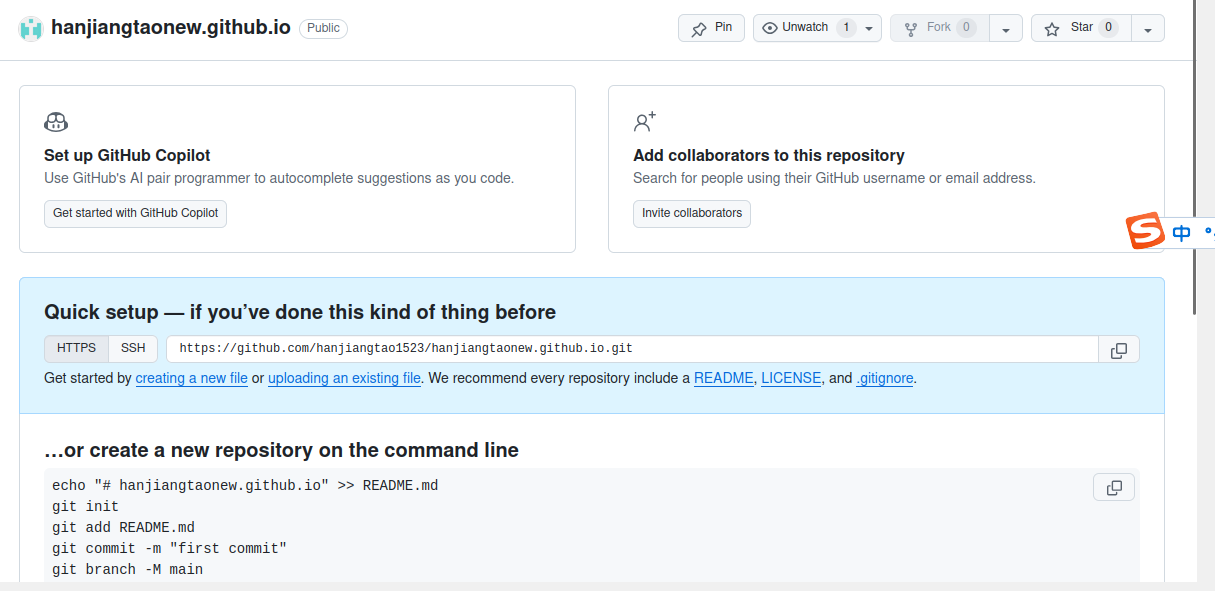 hanjiangtaonew.github.io Public Pin Unwatch 1 Fork 0 Star 0
Set up GitHub Copilot
Use GitHub's AI pair programmer to autocomplete suggestions as you code.
Get started with GitHub Copilot
Add collaborators to this repository
Search for people using their GitHub username or email address.
Invite collaborators
S 中 °,
Quick setup — if you’ve done this kind of thing before
HTTPS SSH https://github.com/hanjiangtao1523/hanjiangtaonew.github.io.git
Get started by creating a new file or uploading an existing file. We recommend every repository include a README, LICENSE, and .gitignore.
…or create a new repository on the command line
echo "# hanjiangtaonew.github.io" >> README.md
git init
git add README.md
git commit -m "first commit"
git branch -M main